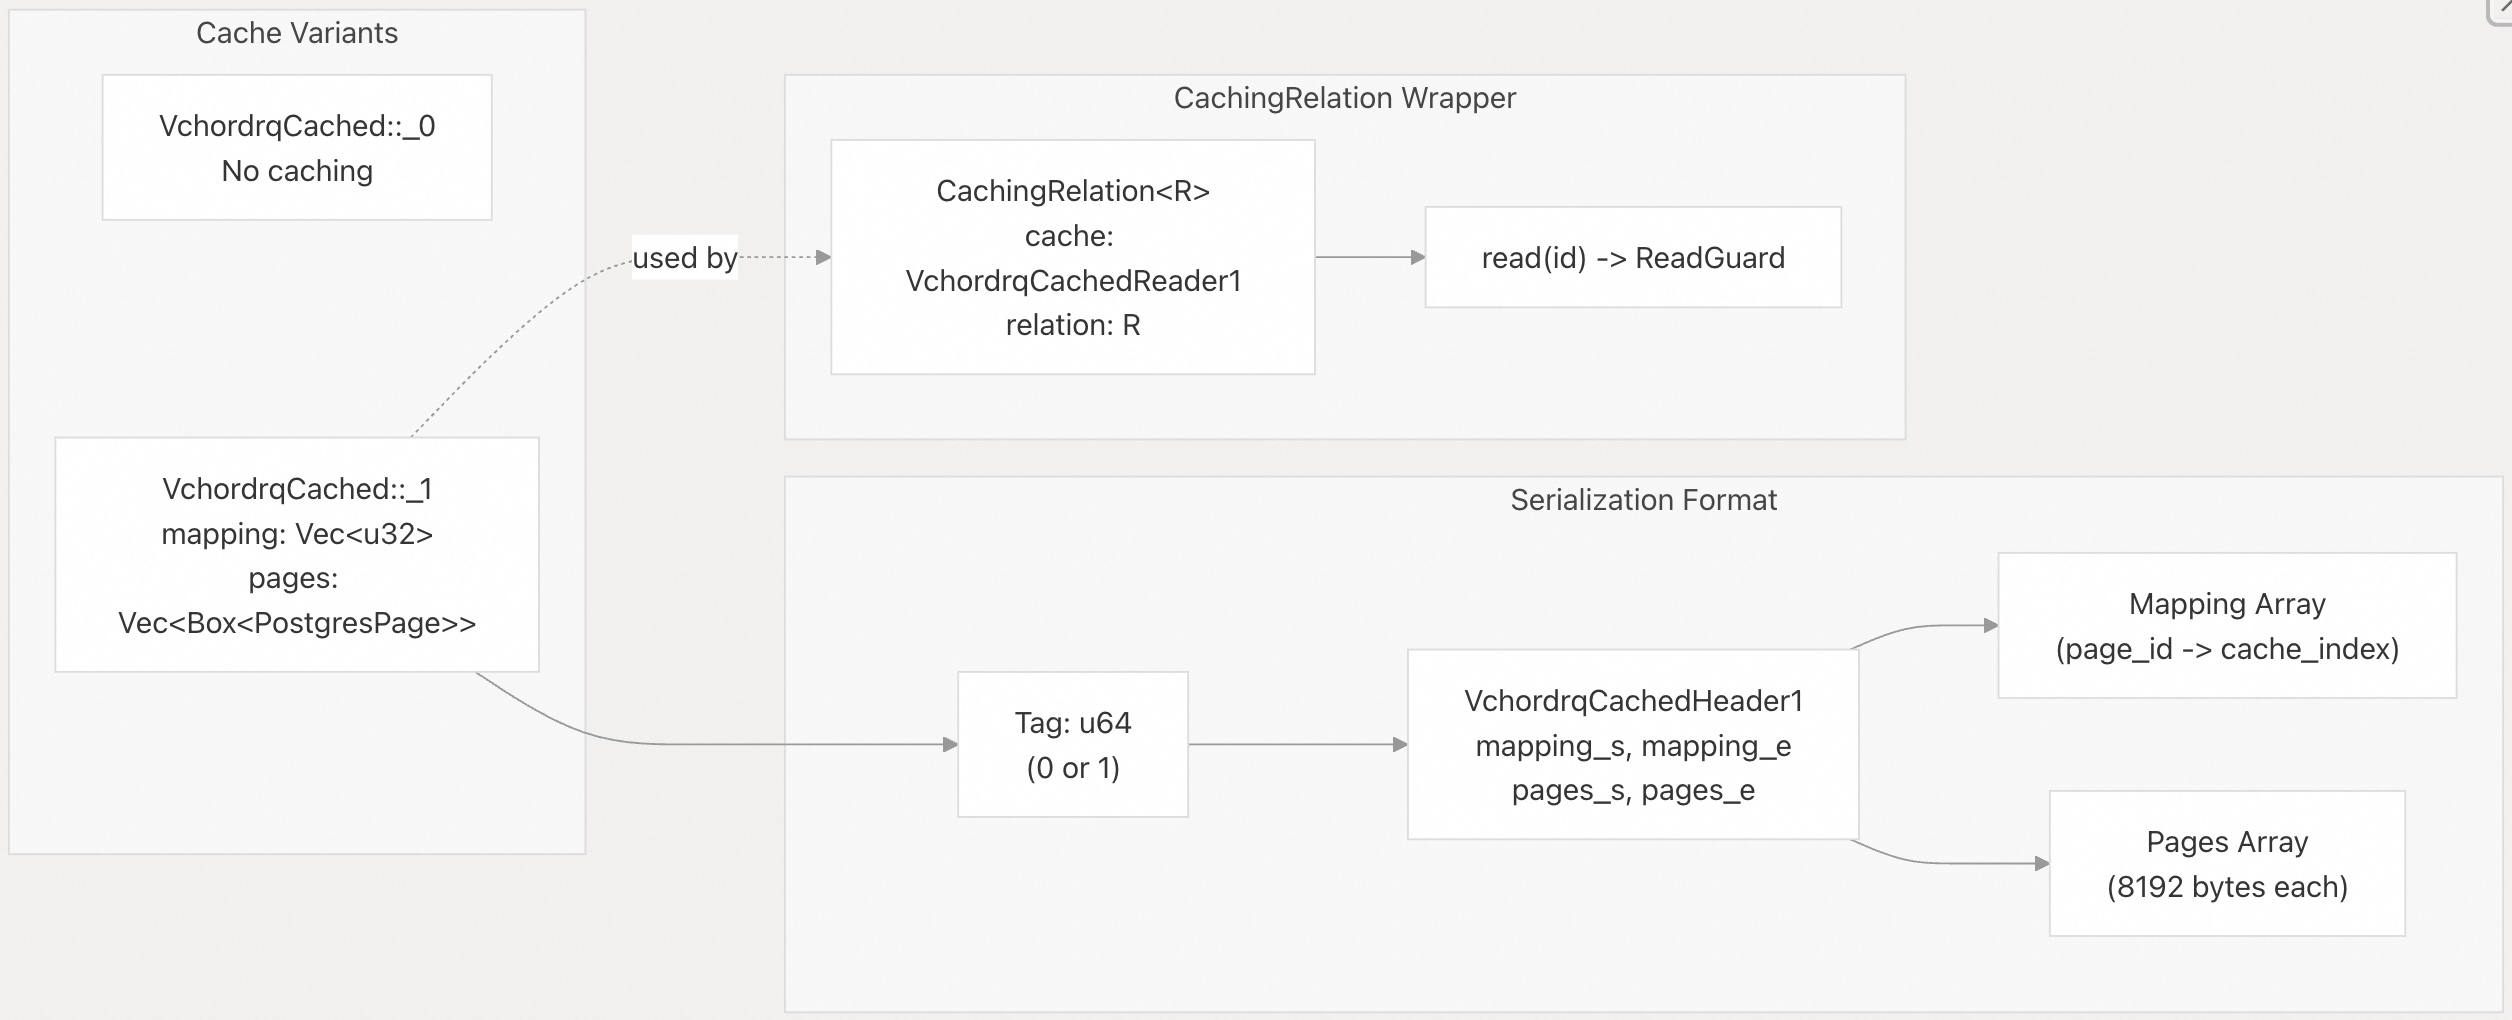 Cache Variants
VchordrqCached::_0
No caching
VchordrqCached::_1
mapping: Vec<u32>
pages:
Vec<Box<PostgresPage>>
used by
CachingRelation Wrapper
CachingRelation<R>
cache:
VchordrqCachedReader1
relation: R
read(id) -> ReadGuard
Serialization Format
Tag: u64
(0 or 1)
VchordrqCachedHeader1
mapping_s, mapping_e
pages_s, pages_e
Mapping Array
(page_id -> cache_index)
Pages Array
(8192 bytes each)